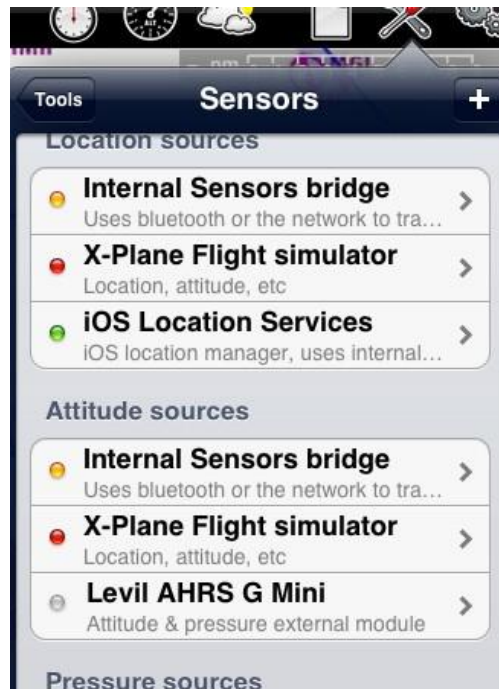 ALT
nm
Tools
Sensors
+
Location sources
Internal Sensors bridge
Uses bluetooth or the network to tra...
X-Plane Flight simulator
Location, attitude, etc
iOS Location Services
iOS location manager, uses internal...
Attitude sources
Internal Sensors bridge
Uses bluetooth or the network to tra...
X-Plane Flight simulator
Location, attitude, etc
Levil AHRS G Mini
Attitude & pressure external module
Pressure sources